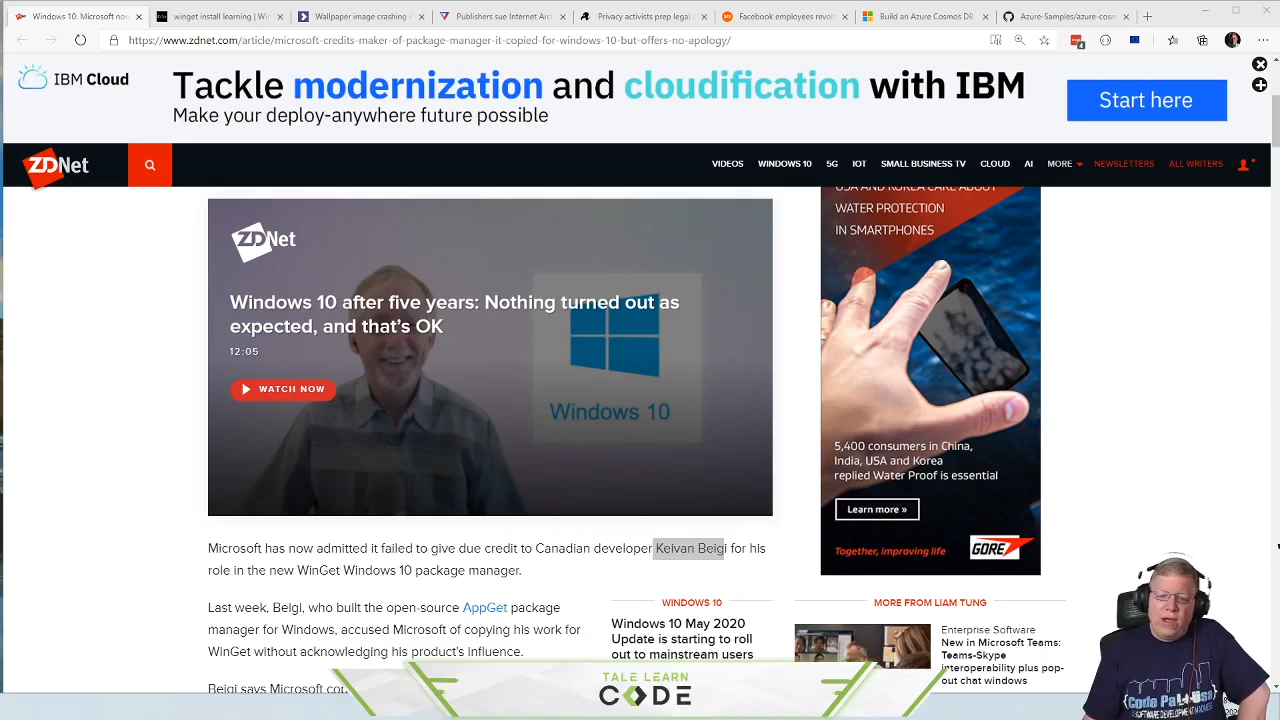 Windows 10: Microsoft no
winget install learning | W
Wallpaper image crashing A
Publishers sue Internet Arc
Privacy activists prep legal
Facebook employees revolt
Build an Azure Cosmos DB
Azure-Samples/azure-cosm
https://www.zdnet.com/article/microsoft-credits-maker-of-package-manager-it-copied-for-windows-10-but-offers-no-apology/
4
IBM Cloud
Tackle modernization and cloudification with IBM
Make your deploy-anywhere future possible
Start here
ZDNet
VIDEOS WINDOWS 10 5G IOT SMALL BUSINESS TV CLOUD AI MORE NEWSLETTERS ALL WRITERS
ZDNet
Windows 10 after five years: Nothing turned out as
expected, and that's OK
12:05
WATCH NOW
Windows 10
USA AND KOREA CARE ABOUT
WATER PROTECTION
IN SMARTPHONES
5,400 consumers in China,
India, USA and Korea
replied Water Proof is essential
Learn more »
Together, improving life
GORE
Microsoft has now admitted it failed to give due credit to Canadian developer Keivan Beigi for his
role in the new WinGet Windows 10 package manager.
Last week, Beigi, who built the open-source AppGet package
manager for Windows, accused Microsoft of copying his work for
WinGet without acknowledging his product's influence.
Beigi says Microsoft cop
WINDOWS 10
Windows 10 May 2020
Update is starting to roll
out to mainstream users
MORE FROM LIAM TUNG
Enterprise Software
New in Microsoft Teams:
Teams-Skype
interoperability plus pop-
out chat windows
TALE LEARN
CODE
Code PaLOUsa
SOFTWARE DEVELOPMENT MADNESS